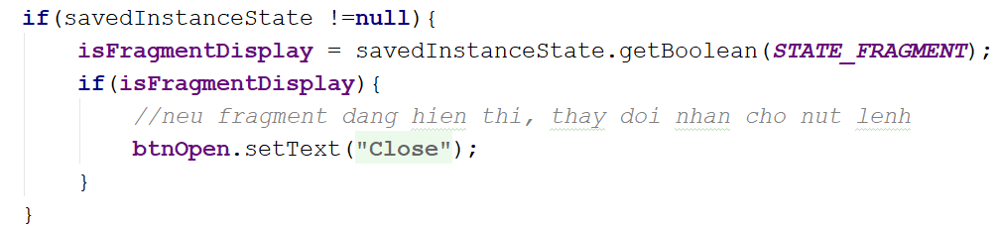 if(savedInstanceState !=null){
isFragmentDisplay = savedInstanceState.getBoolean(STATE_FRAGMENT);
if(isFragmentDisplay){
//neu fragment dang hien thi, thay doi nhan cho nut lenh
btnOpen.setText("Close");
}
}